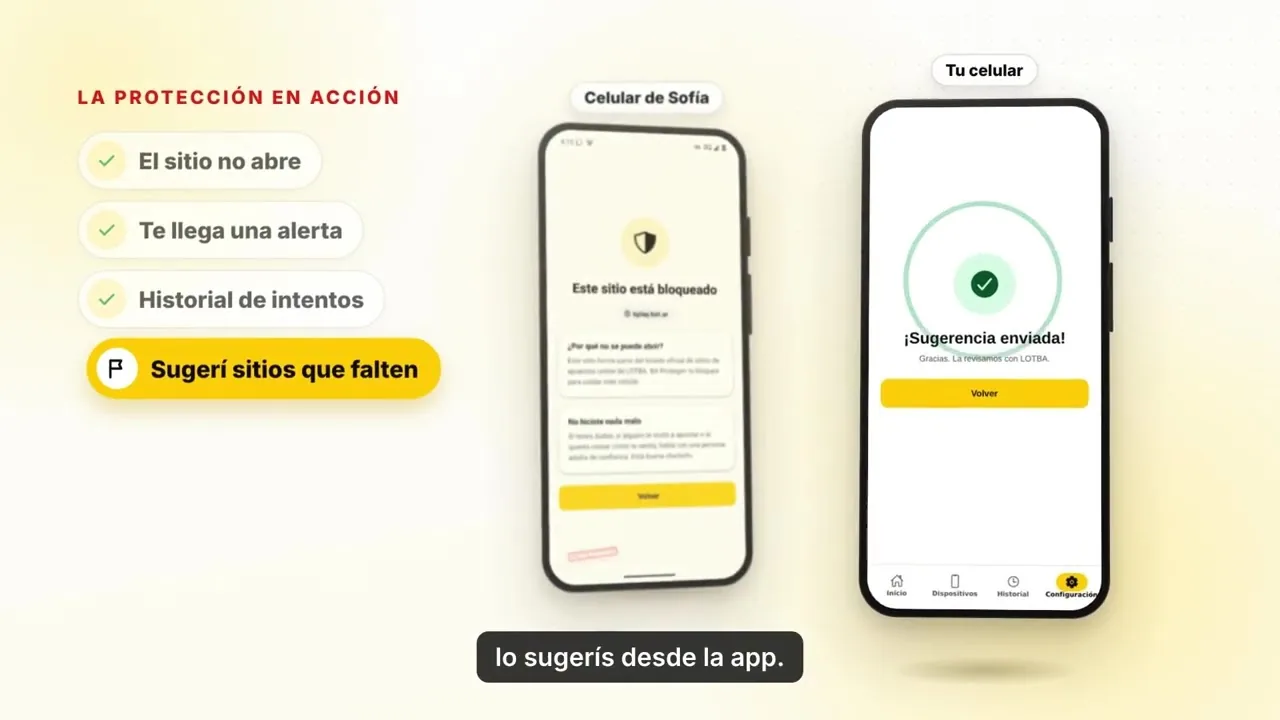 LA PROTECCIÓN EN ACCIÓN
El sitio no abre
Te llega una alerta
Historial de intentos
Sugerí sitios que falten
Celular de Sofía
Este sitio está bloqueado
¿Por qué no se puede abrir?
No hiciste nada malo
Volver
Tu celular
¡Sugerencia enviada!
Gracias. La revisamos con LOTBA.
Volver
Inicio
Dispositivos
Historial
Configuración
lo sugerís desde la app.